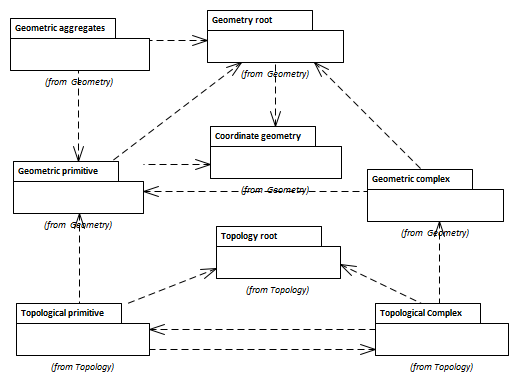 Geometric aggregates
(from Geometry)
Geometry root
(from Geometry)
Coordinate geometry
(from Geometry)
Geometric primitive
(from Geometry)
Geometric complex
(from Geometry)
Topology root
(from Topology)
Topological primitive
(from Topology)
Topological Complex
(from Topology)